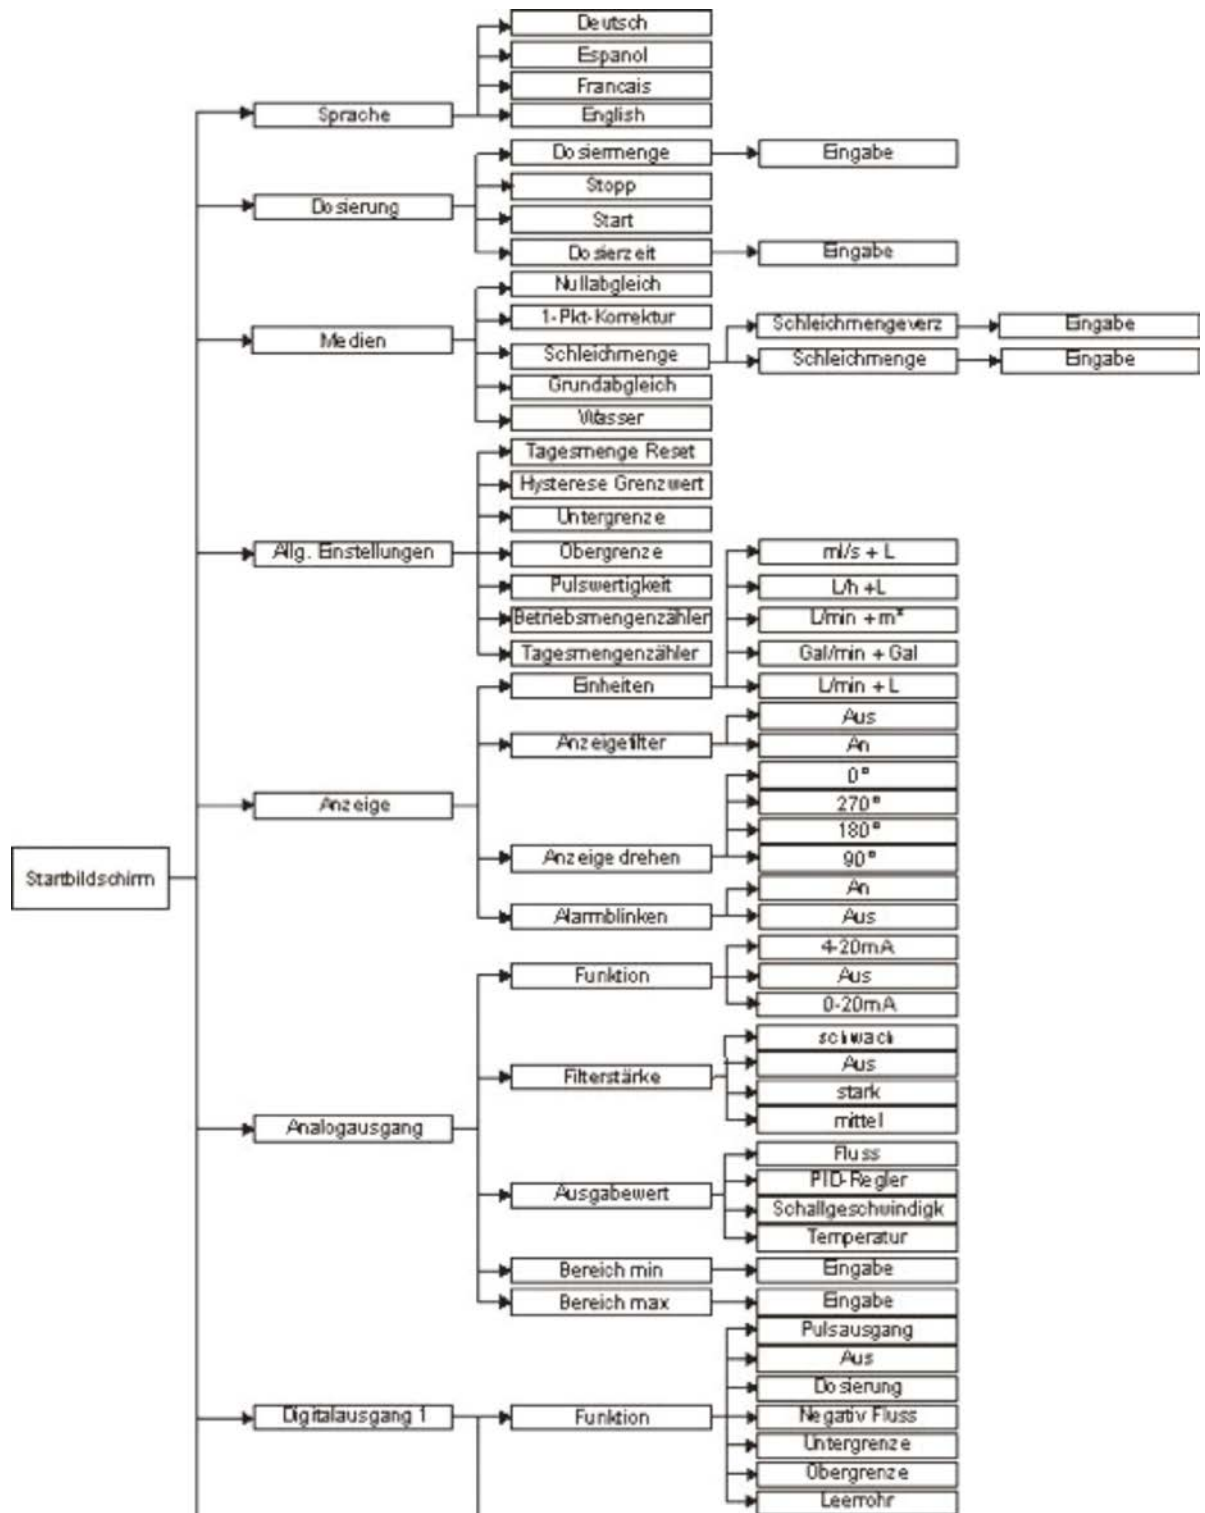 Deutsch
Espanol
Francais
Sprache
English
Dosiermenge
Eingabe
Stopp
Dosierung
Start
Dosierzeit
Eingabe
Nullabgleich
1-Pkt-Korrektur
Schleichmengeverz
Eingabe
Medien
Schleichmenge
Schleichmenge
Eingabe
Grundabgleich
Wasser
Tagesmenge Reset
Hysterese Grenzwert
Untergrenze
Allg. Einstellungen
Obergrenze
ml/s + L
Pulswertigkeit
L/h +L
Betriebsmengenzähler
L/min + m³
Tagesmengenzähler
Gal/min + Gal
Einheiten
L/min + L
Aus
Anzeigefilter
An
0°
270°
Anzeige
180°
Anzeige drehen
90°
Startbildschirm
An
Alarmblinken
Aus
4-20mA
Funktion
Aus
0-20mA
schwach
Aus
Filterstärke
stark
mittel
Analogausgang
Fluss
PID-Regler
Ausgabewert
Schallgeschwindigk
Temperatur
Bereich min
Eingabe
Bereich max
Eingabe
Pulsausgang
Aus
Dosierung
Digitalausgang 1
Funktion
Negativ Fluss
Untergrenze
Obergrenze
Leerrohr